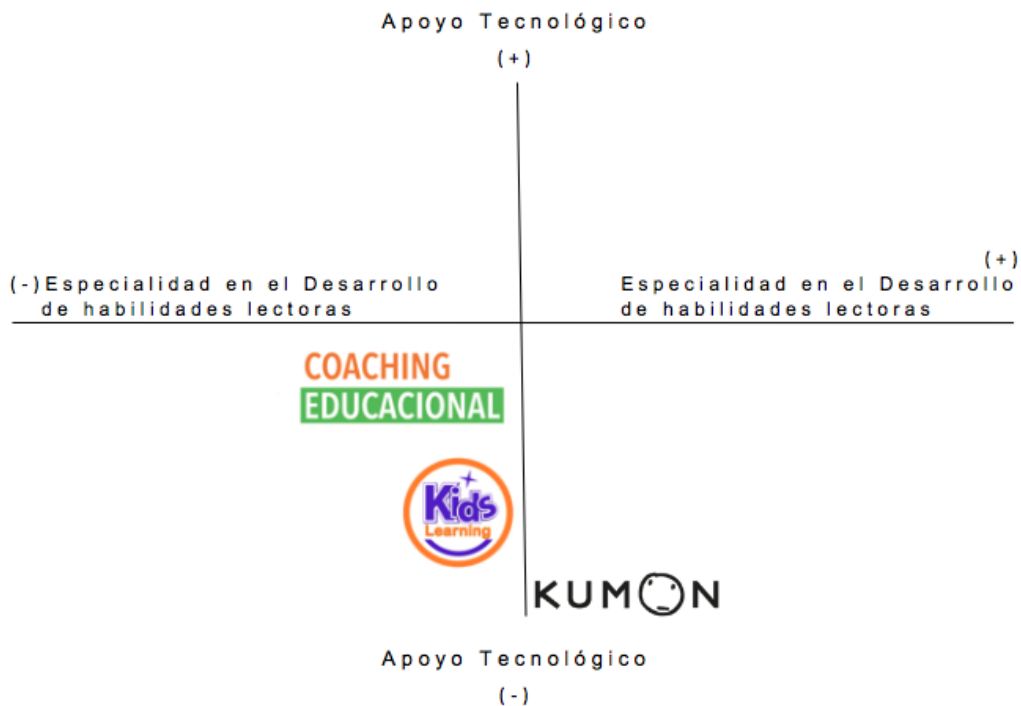 Apoyo Tecnológico
(+)
(+)
(-)Especialidad en el Desarrollo
de habilidades lectoras
Especialidad en el Desarrollo
de habilidades lectoras
COACHING
EDUCACIONAL
Kids
Learning
KUMON
Apoyo Tecnológico
(-)